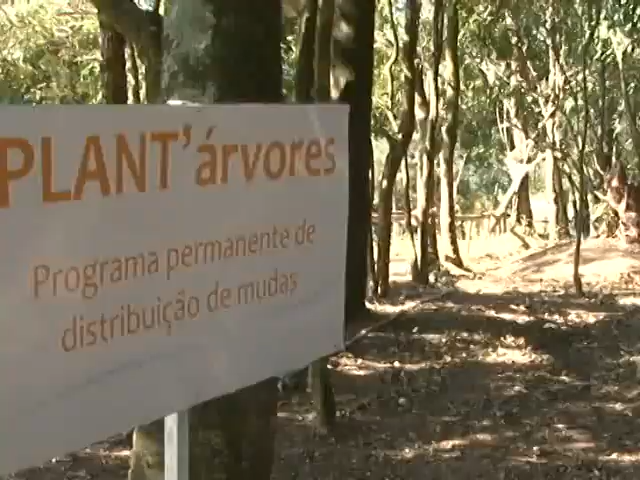 PLANT'árvores
Programa permanente de
distribuição de mudas